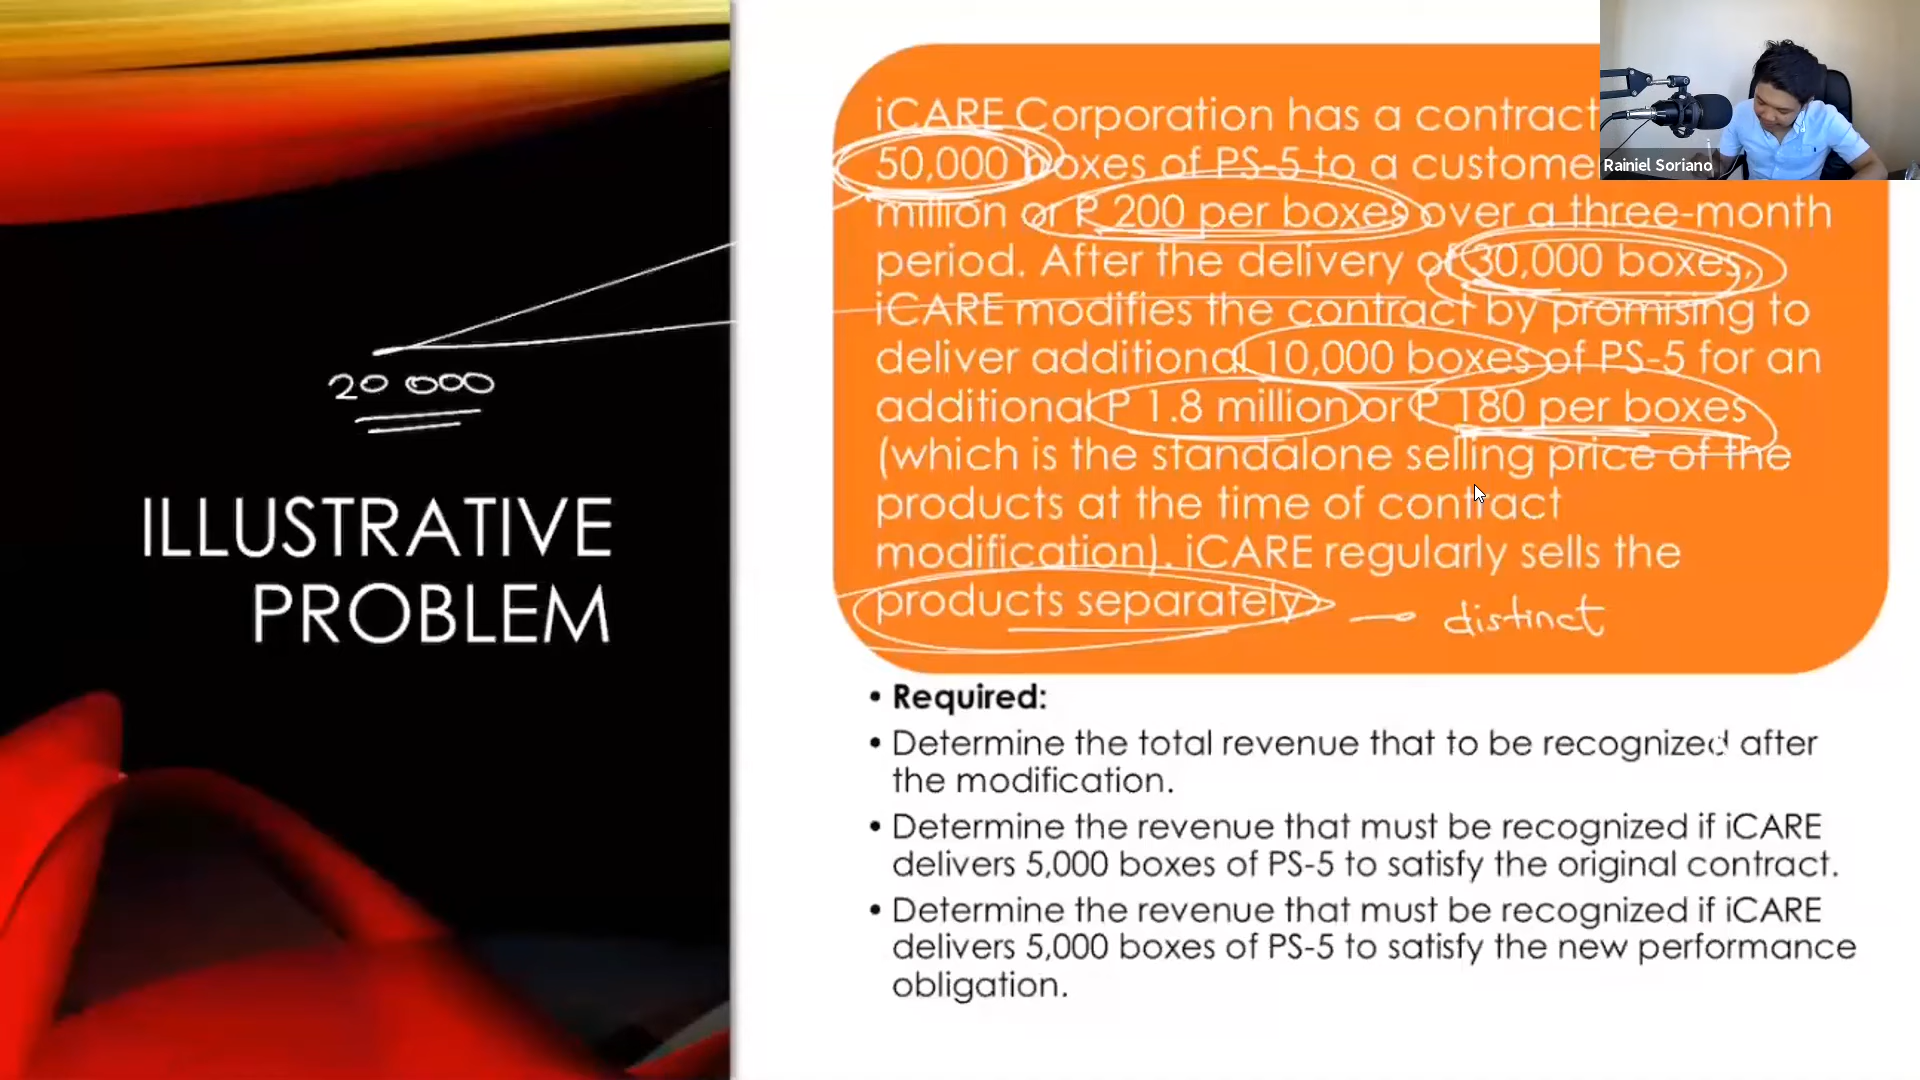 Rainiel Soriano
20 000
ILLUSTRATIVE
PROBLEM
iCARE Corporation has a contract
50,000 boxes of PS-5 to a custome
million or P 200 per boxes over a three-month
period. After the delivery of 30,000 boxes,
iCARE modifies the contract by promising to
deliver additional 10,000 boxes of PS-5 for an
additional P 1.8 million or P 180 per boxes
(which is the standalone selling price of the
products at the time of contract
modification). iCARE regularly sells the
products separately.
distinct
• Required:
• Determine the total revenue that to be recognized after
the modification.
• Determine the revenue that must be recognized if iCARE
delivers 5,000 boxes of PS-5 to satisfy the original contract.
• Determine the revenue that must be recognized if iCARE
delivers 5,000 boxes of PS-5 to satisfy the new performance
obligation.